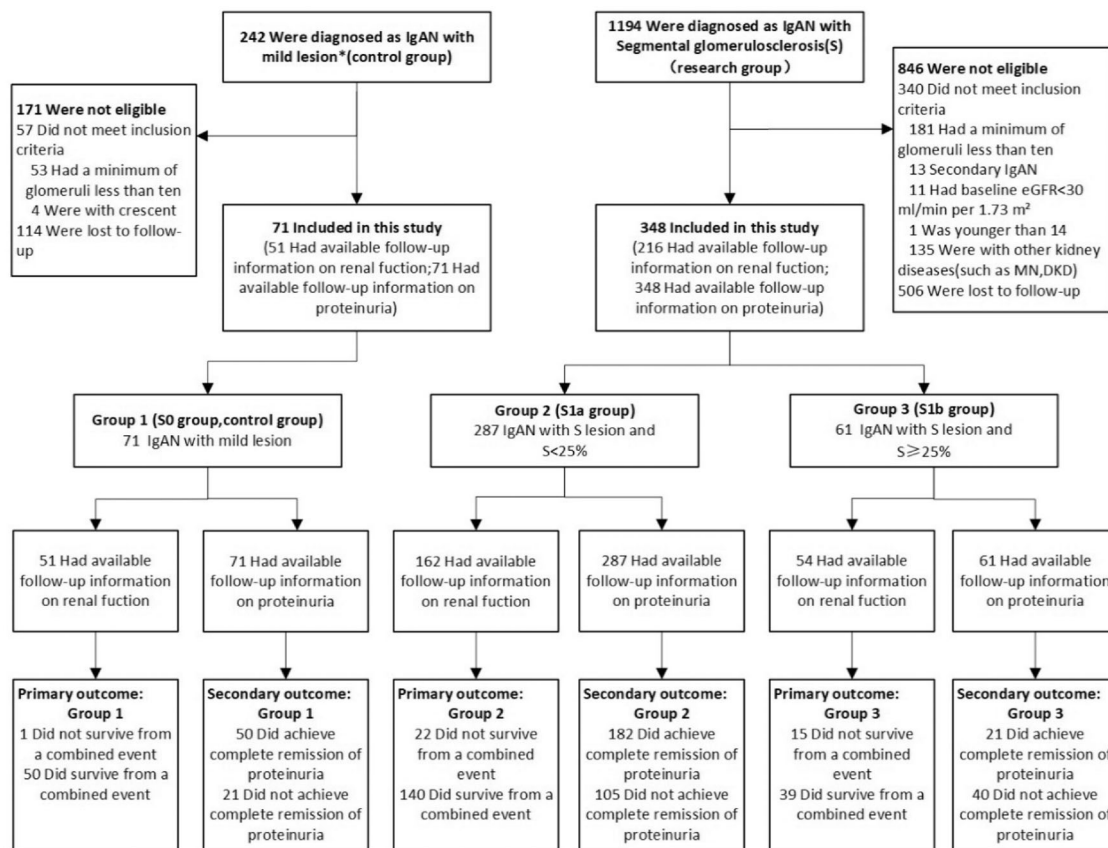 242 Were diagnosed as IgAN with
mild lesion*(control group)
1194 Were diagnosed as IgAN with
Segmental glomerulosclerosis(S)
(research group)
171 Were not eligible
57 Did not meet inclusion
criteria
53 Had a minimum of
glomeruli less than ten
4 Were with crescent
114 Were lost to follow-
up
846 Were not eligible
340 Did not meet inclusion
criteria
181 Had a minimum of
glomeruli less than ten
13 Secondary IgAN
11 Had baseline eGFR<30
ml/min per 1.73 m²
1 Was younger than 14
135 Were with other kidney
diseases(such as MN,DKD)
506 Were lost to follow-up
71 Included in this study
(51 Had available follow-up
information on renal fuction;71 Had
available follow-up information on
proteinuria)
348 Included in this study
(216 Had available follow-up
information on renal fuction;
348 Had available follow-up
information on proteinuria)
Group 1 (S0 group,control group)
71 IgAN with mild lesion
Group 2 (S1a group)
287 IgAN with S lesion and
S<25%
Group 3 (S1b group)
61 IgAN with S lesion and
S≥25%
51 Had available
follow-up information
on renal fuction
71 Had available
follow-up information
on proteinuria
162 Had available
follow-up information
on renal fuction
287 Had available
follow-up information
on proteinuria
54 Had available
follow-up information
on renal fuction
61 Had available
follow-up information
on proteinuria
Primary outcome:
Group 1
1 Did not survive from
a combined event
50 Did survive from a
combined event
Secondary outcome:
Group 1
50 Did achieve
complete remission of
proteinuria
21 Did not achieve
complete remission of
proteinuria
Primary outcome:
Group 2
22 Did not survive
from a combined
event
140 Did survive from a
combined event
Secondary outcome:
Group 2
182 Did achieve
complete remission of
proteinuria
105 Did not achieve
complete remission of
proteinuria
Primary outcome:
Group 3
15 Did not survive
from a combined
event
39 Did survive from a
combined event
Secondary outcome:
Group 3
21 Did achieve
complete remission of
proteinuria
40 Did not achieve
complete remission of
proteinuria